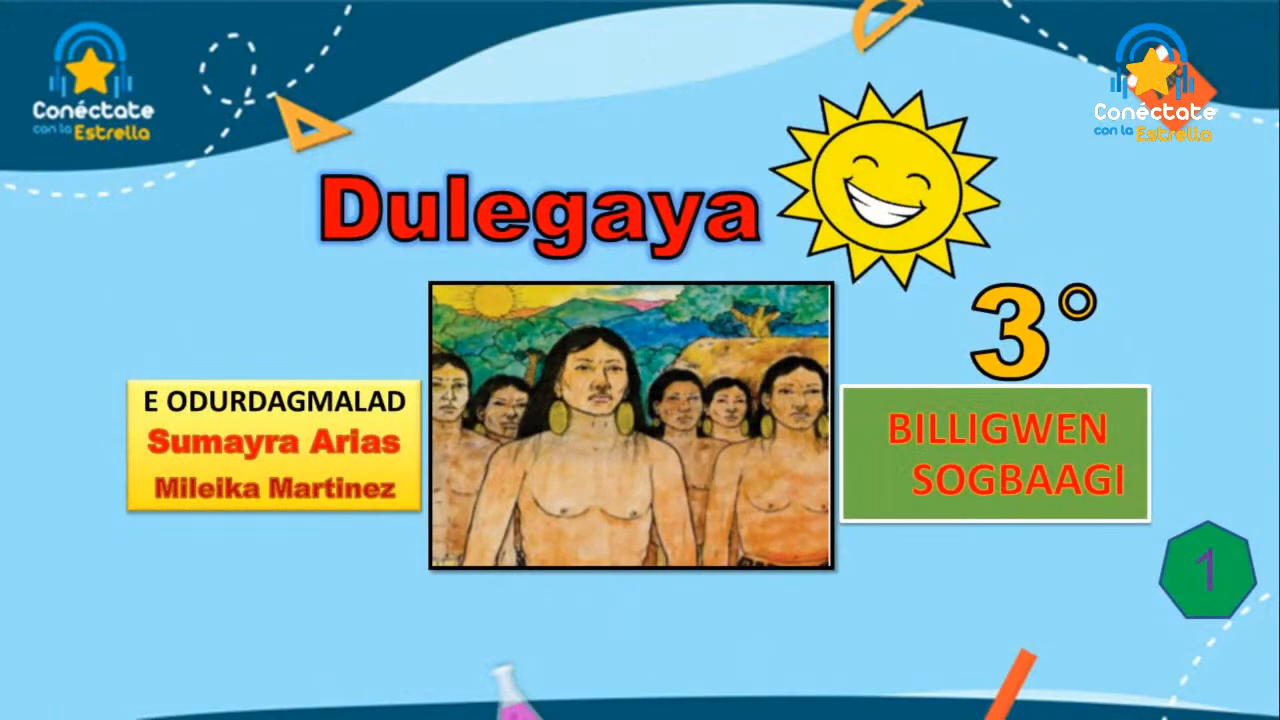 Conéctate
con la Estrella
Conéctate
con la Estrella
Dulegaya
3°
E ODURDAGMALAD
Sumayra Arias
Mileika Martinez
BILLIGWEN
SOGBAAGI
1